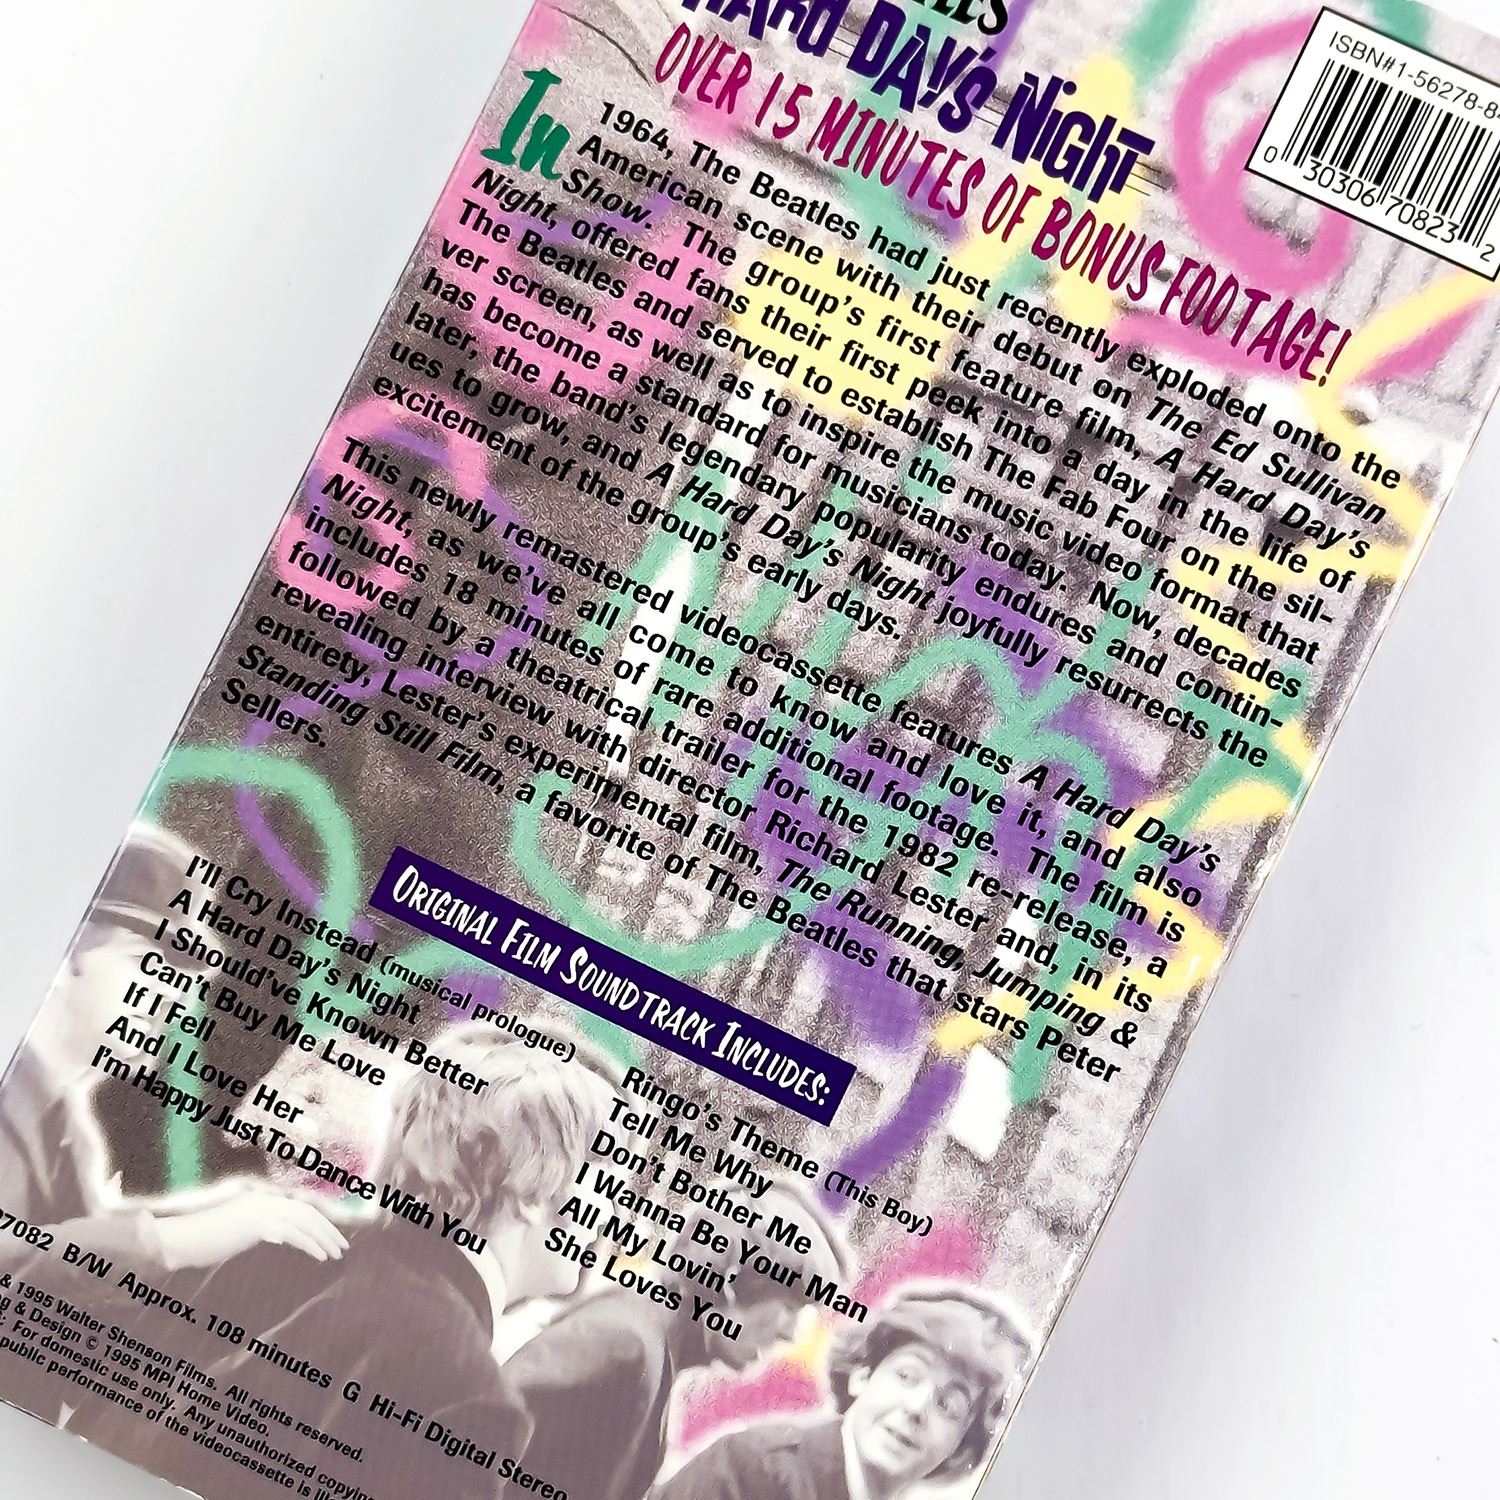 HARd DAY'S NiGhT
OVER 15 MINUTES OF BONUS FOOTAGE!
ISBN#1-56278-8
0 30306 70823 2
In 1964, The Beatles had just recently exploded onto the
American scene with their debut on The Ed Sullivan
Show. The group's first feature film, A Hard Day's
Night, offered fans their first peek into a day in the life of
The Beatles and served to establish The Fab Four on the sil-
ver screen, as well as to inspire the music video format that
has become a standard for musicians today. Now, decades
later, the band's legendary popularity endures and contin-
ues to grow, and A Hard Day's Night joyfully resurrects the
excitement of the group's early days.
This newly remastered videocassette features A Hard Day's
Night, as we've all come to know and love it, and also
includes 18 minutes of rare additional footage. The film is
followed by a theatrical trailer for the 1982 re-release, a
revealing interview with director Richard Lester and, in its
entirety, Lester's experimental film, The Running, Jumping &
Standing Still Film, a favorite of The Beatles that stars Peter
Sellers.
ORIGINAL FILM SOUNDTRACK INCLUDES:
I'll Cry Instead (musical prologue)
A Hard Day's Night
I Should've Known Better
Can't Buy Me Love
If I Fell
And I Love Her
I'm Happy Just To Dance With You
Ringo's Theme (This Boy)
Tell Me Why
Don't Bother Me
I Wanna Be Your Man
All My Lovin'
She Loves You
7082 B/W Approx. 108 minutes G Hi-Fi Digital Stereo
& 1995 Walter Shenson Films. All rights reserved.
& Design © 1995 MPI Home Video.
For domestic use only. Any unauthorized copying
public performance of the videocassette is